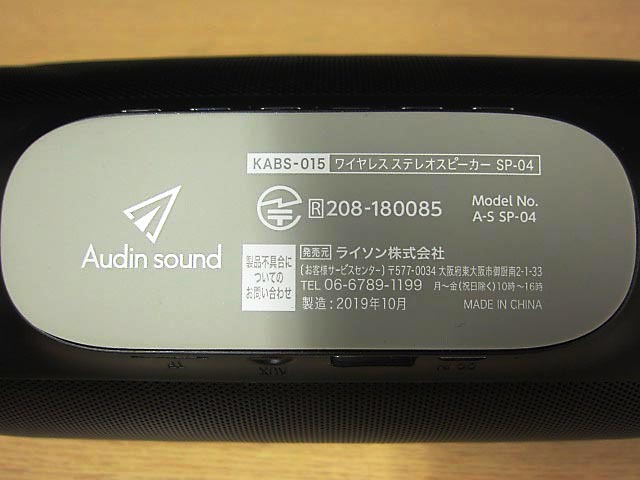 KABS-015 ワイヤレス ステレオスピーカー SP-04
R 208-180085
Model No.
A-S SP-04
Audin sound
製品不具合に
ついての
お問い合わせ
発売元 ライソン株式会社
〔お客様サービスセンター〕〒577-0034 大阪府東大阪市御厨南2-1-33
TEL 06-6789-1199 月〜金(祝日除く)10時〜16時
製造：2019年10月
MADE IN CHINA
AUX